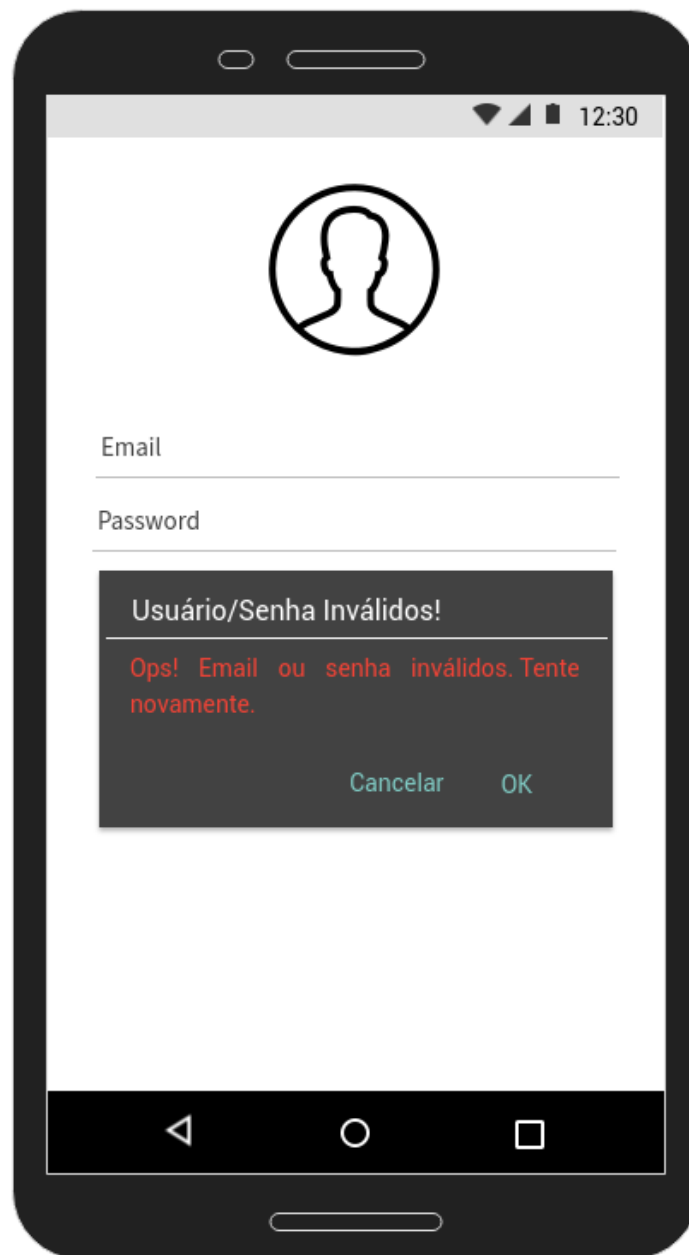 12:30
Email
Password
Usuário/Senha Inválidos!
Ops! Email ou senha inválidos. Tente
novamente.
Cancelar OK